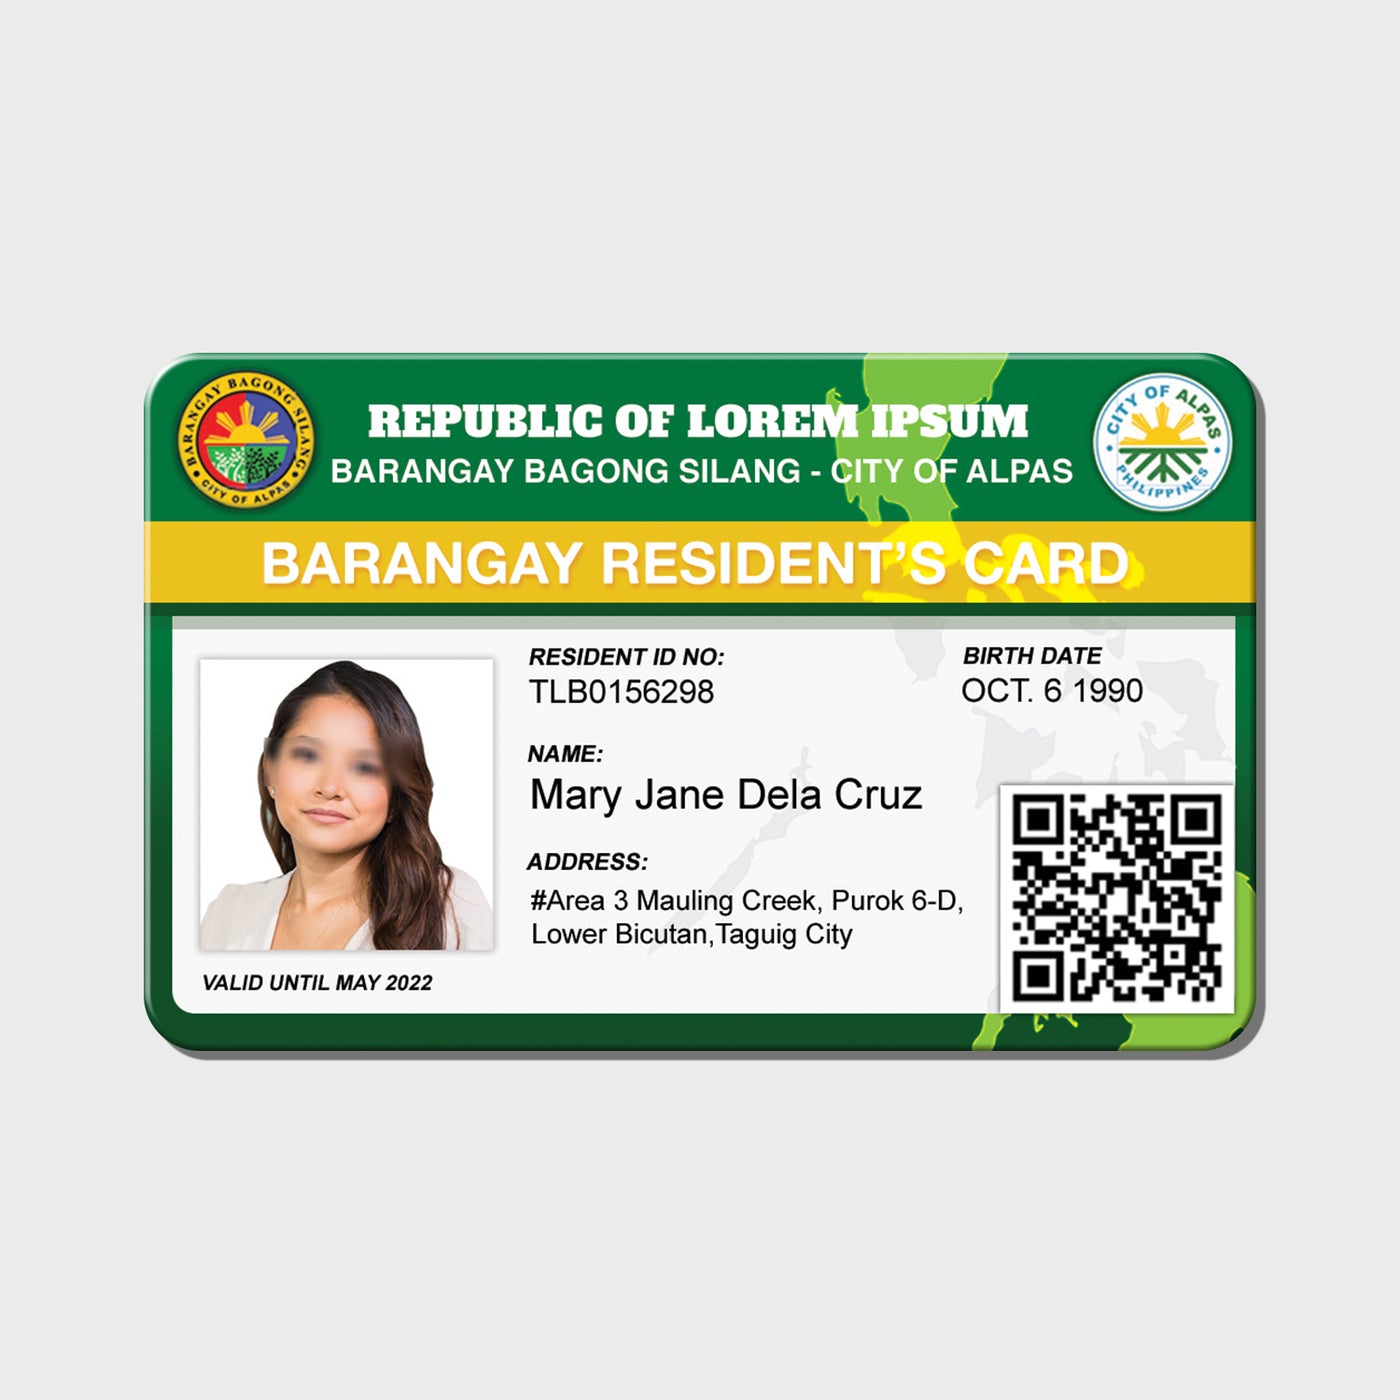 REPUBLIC OF LOREM IPSUM
BARANGAY BAGONG SILANG - CITY OF ALPAS
BARANGAY BAGONG SILANG
CITY OF ALPAS
CITY OF ALPAS
PHILIPPINES
BARANGAY RESIDENT'S CARD
RESIDENT ID NO:
TLB0156298
BIRTH DATE
OCT. 6 1990
NAME:
Mary Jane Dela Cruz
ADDRESS:
#Area 3 Mauling Creek, Purok 6-D,
Lower Bicutan,Taguig City
VALID UNTIL MAY 2022